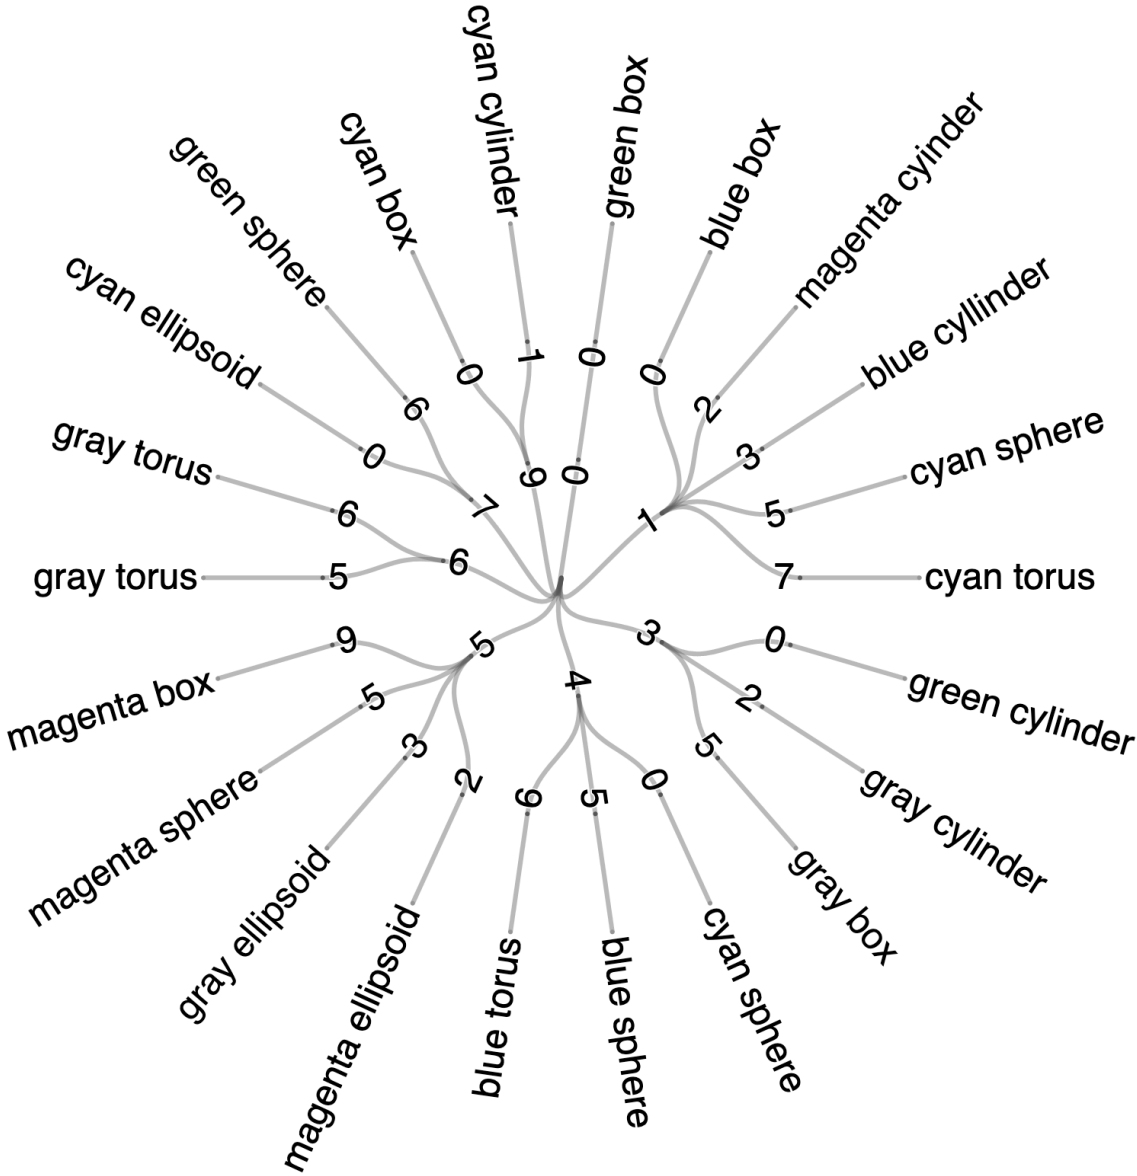 0
0
green box
1
0
blue box
2
magenta cyinder
3
blue cyllinder
5
cyan sphere
7
cyan torus
3
0
green cylinder
2
gray cylinder
5
gray box
4
0
cyan sphere
5
blue sphere
blue torus
5
2
magenta ellipsoid
3
gray ellipsoid
5
magenta sphere
9
magenta box
6
5
gray torus
6
gray torus
7
0
cyan ellipsoid
6
green sphere
9
0
cyan box
1
cyan cylinder